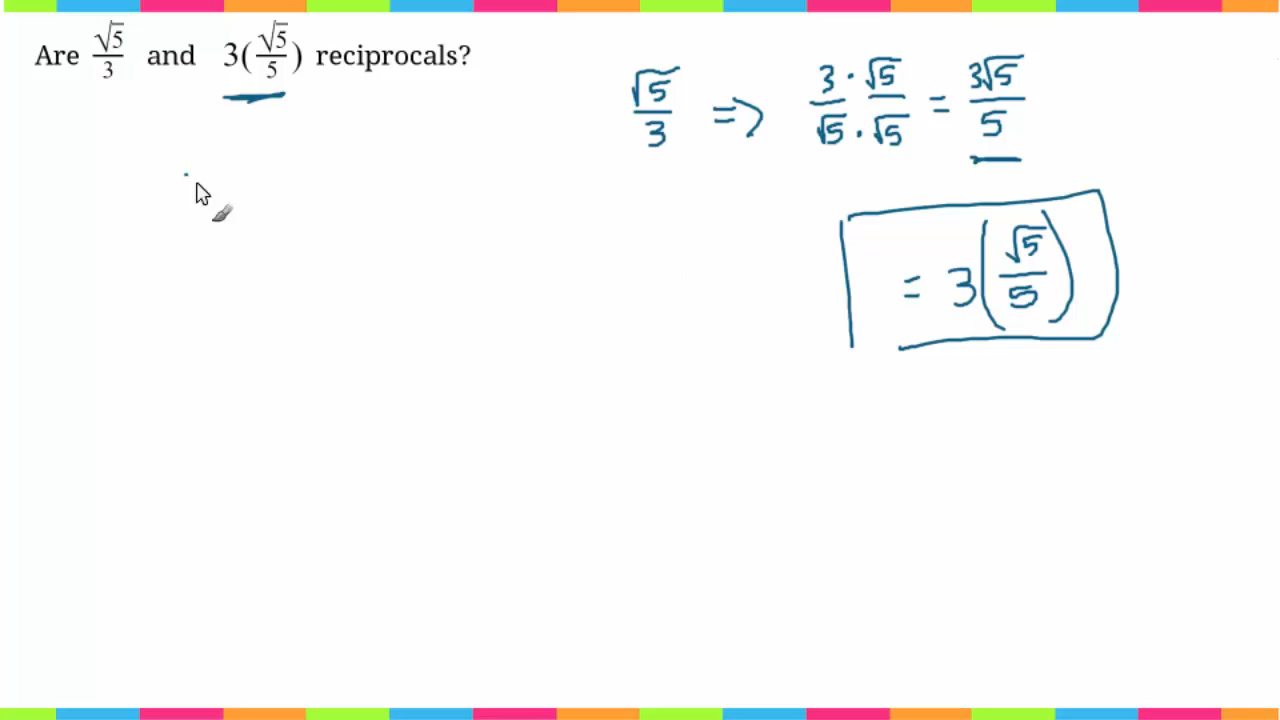 Are √5/3 and 3(√5/5) reciprocals?
√5/3 => 3·√5/√5·√5 = 3√5/5
= 3(√5/5)